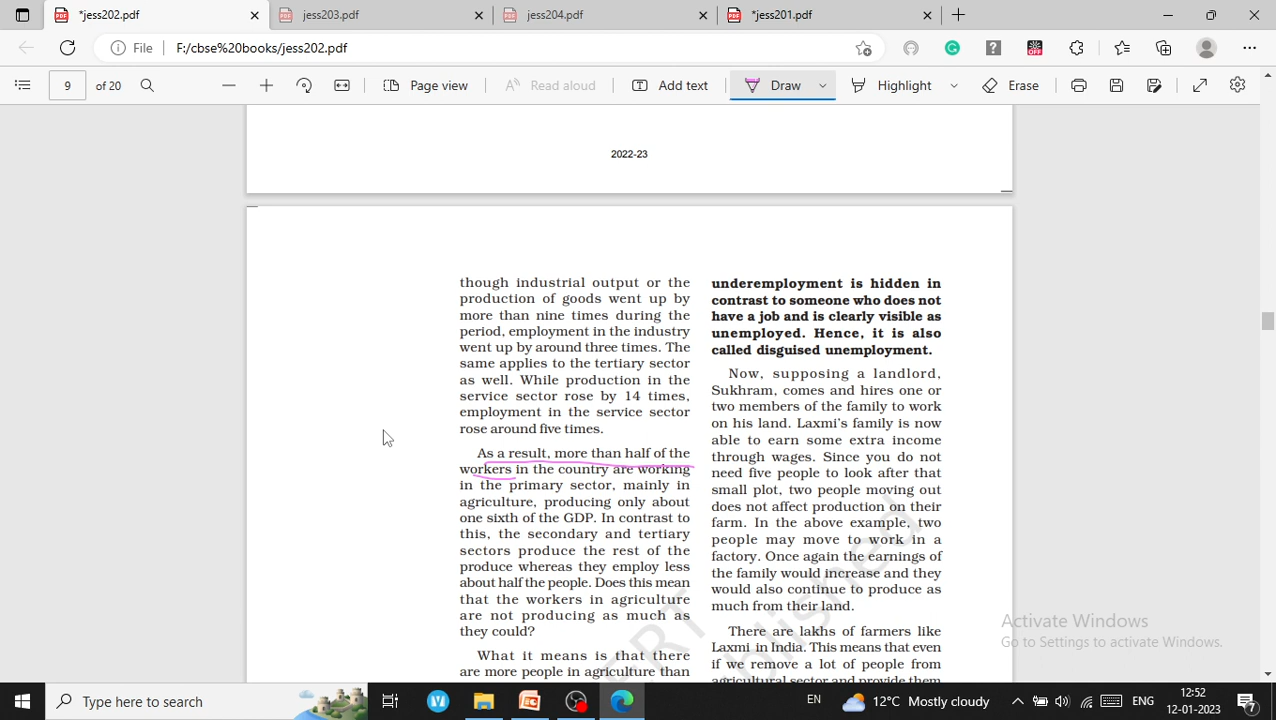 *jess202.pdf
jess203.pdf
jess204.pdf
*jess201.pdf
File
F:/cbse%20books/jess202.pdf
OFF
9
of 20
Page view
Read aloud
Add text
Draw
Highlight
Erase
2022-23
though industrial output or the
production of goods went up by
more than nine times during the
period, employment in the industry
went up by around three times. The
same applies to the tertiary sector
as well. While production in the
service sector rose by 14 times,
employment in the service sector
rose around five times.
As a result, more than half of the
workers in the country are working
in the primary sector, mainly in
agriculture, producing only about
one sixth of the GDP. In contrast to
this, the secondary and tertiary
sectors produce the rest of the
produce whereas they employ less
about half the people. Does this mean
that the workers in agriculture
are not producing as much as
they could?
What it means is that there
are more people in agriculture than
underemployment is hidden in
contrast to someone who does not
have a job and is clearly visible as
unemployed. Hence, it is also
called disguised unemployment.
Now, supposing a landlord,
Sukhram, comes and hires one or
two members of the family to work
on his land. Laxmi's family is now
able to earn some extra income
through wages. Since you do not
need five people to look after that
small plot, two people moving out
does not affect production on their
farm. In the above example, two
people may move to work in a
factory. Once again the earnings of
the family would increase and they
would also continue to produce as
much from their land.
There are lakhs of farmers like
Laxmi in India. This means that even
if we remove a lot of people from
agricultural sector and provide them
Activate Windows
Go to Settings to activate Windows.
Type here to search
EN
12°C Mostly cloudy
ENG
12:52
12-01-2023
7